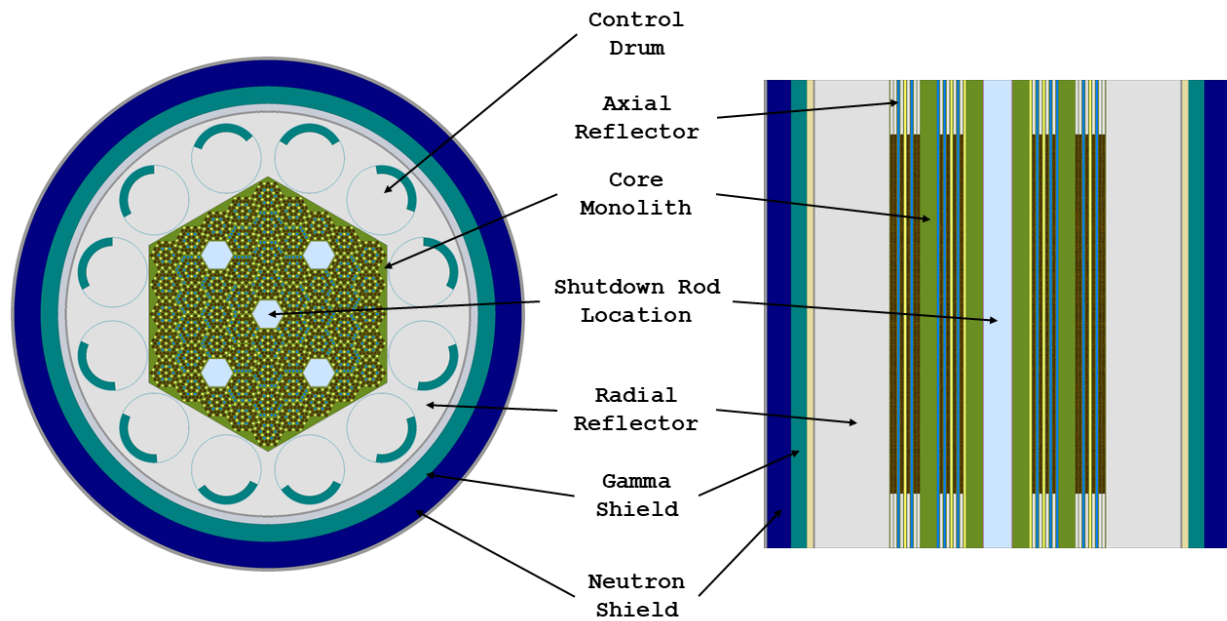 Control
Drum
Axial
Reflector
Core
Monolith
Shutdown Rod
Location
Radial
Reflector
Gamma
Shield
Neutron
Shield